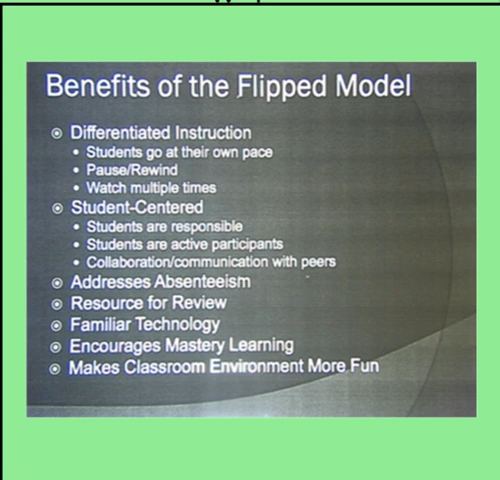 Benefits of the Flipped Model
Differentiated Instruction
• Students go at their own pace
• Pause/Rewind
• Watch multiple times
Student-Centered
• Students are responsible
• Students are active participants
• Collaboration/communication with peers
Addresses Absenteeism
Resource for Review
Familiar Technology
Encourages Mastery Learning
Makes Classroom Environment More Fun